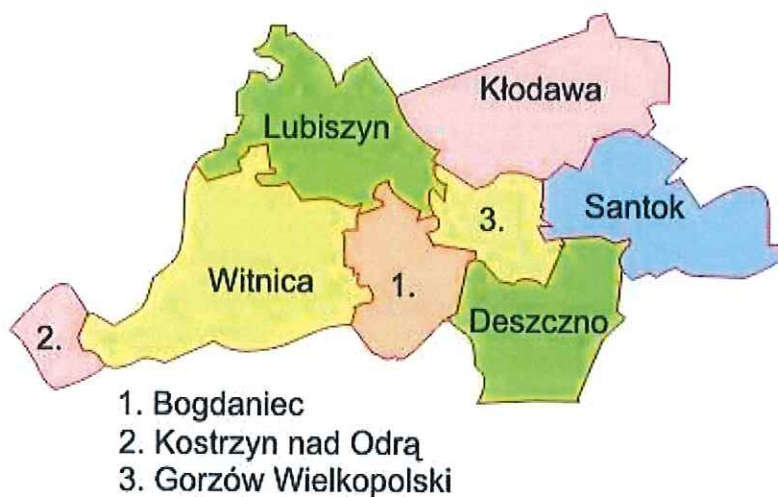 Kłodawa
Lubiszyn
Santok
3.
Witnica
1.
Deszczno
2.
1. Bogdaniec
2. Kostrzyn nad Odrą
3. Gorzów Wielkopolski